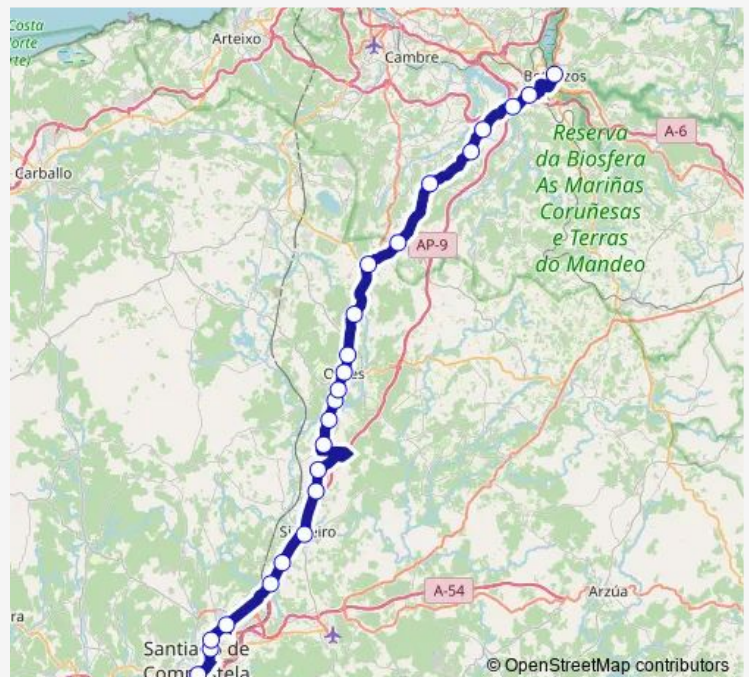 Costa
Arteixo
Cambre
Carballo
A-6
Reserva
da Biosfera
As Mariñas
Coruñesas
e Terras
do Mandeo
AP-9
A-54
Arzúa
de
© OpenStreetMap contributors